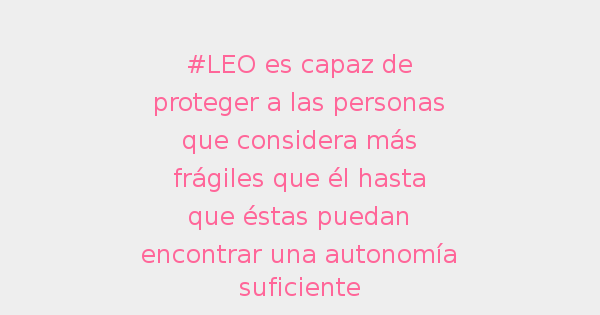 #LEO es capaz de
proteger a las personas
que considera más
frágiles que él hasta
que éstas puedan
encontrar una autonomía
suficiente